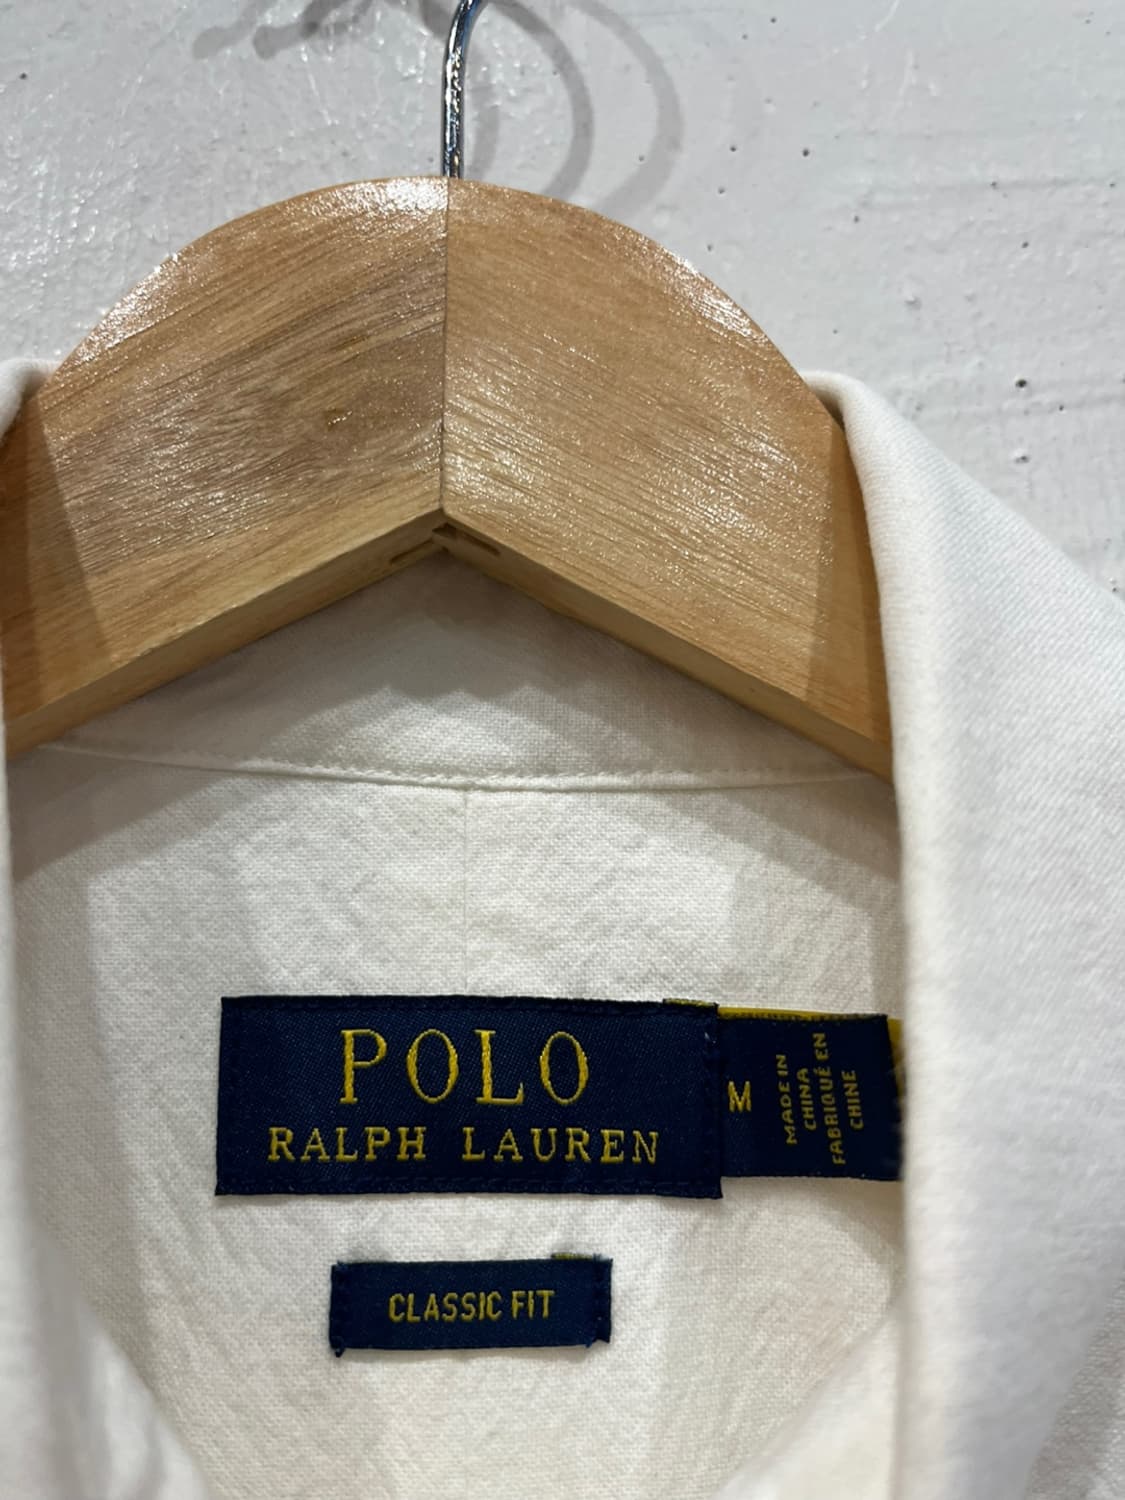 POLO
RALPH LAUREN
M
MADE IN
CHINA
FABRIQUÉ EN
CHINE
CLASSIC FIT